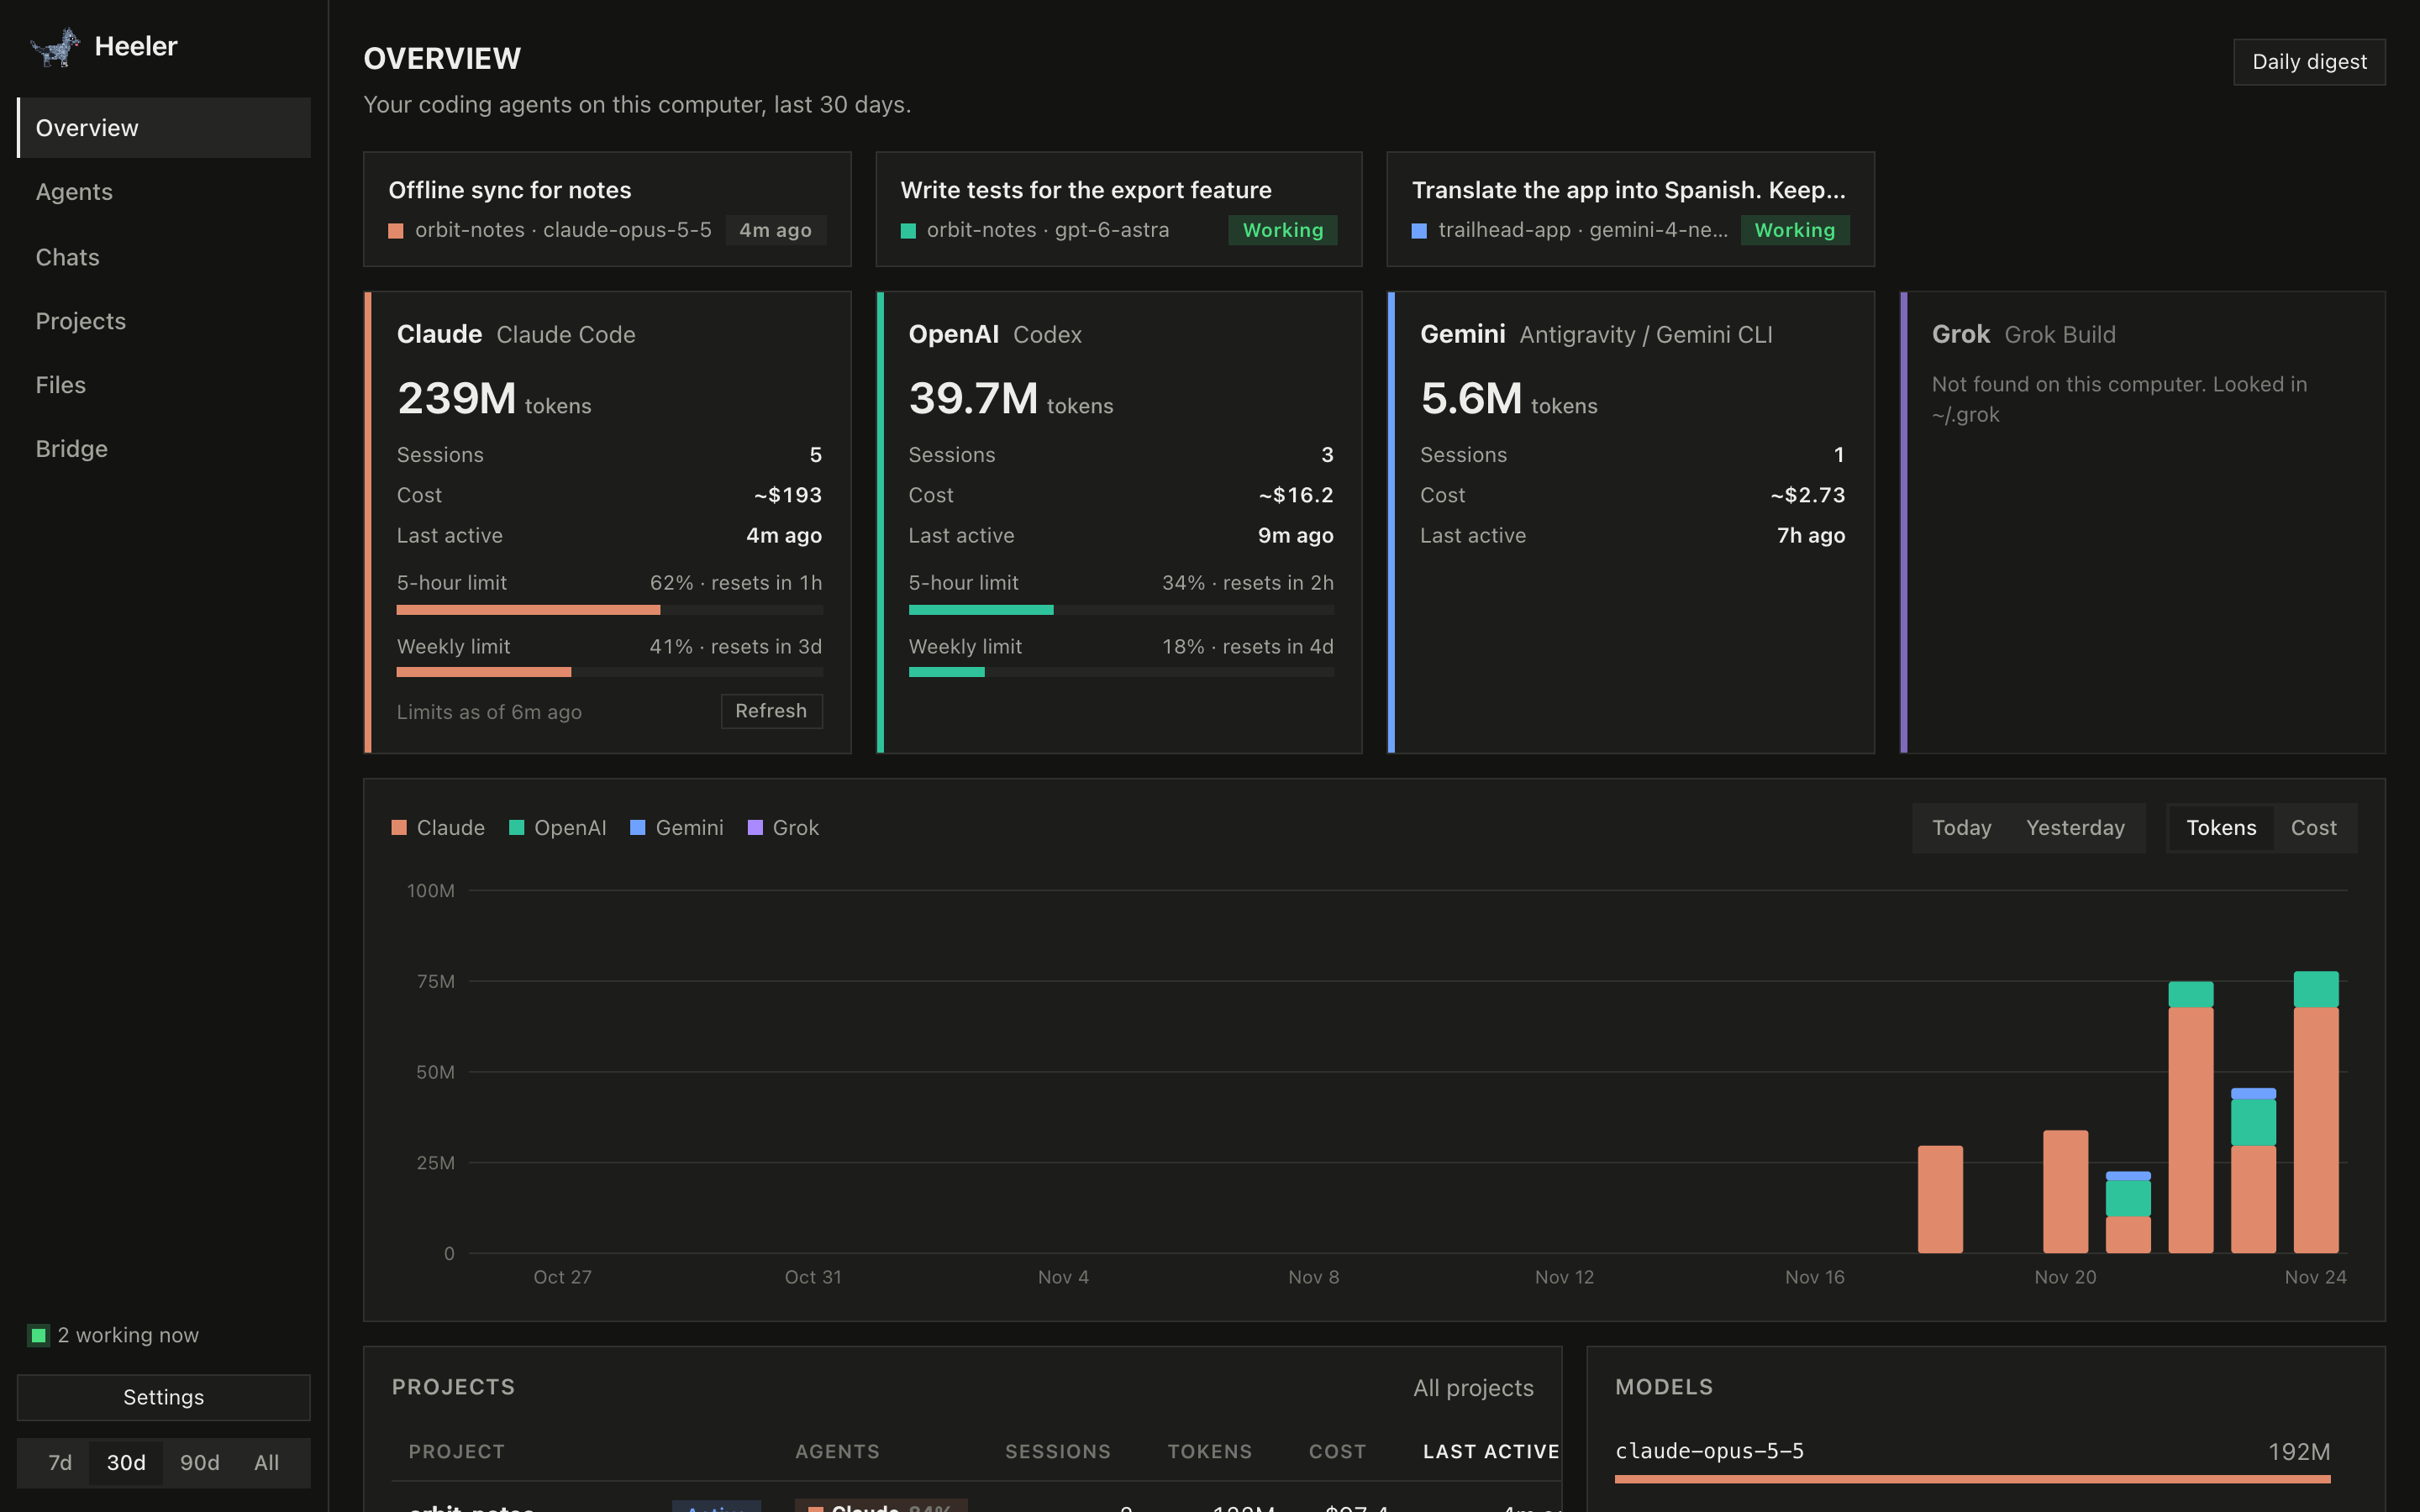 Heeler
Overview
Agents
Chats
Projects
Files
Bridge
2 working now
Settings
7d 30d 90d All
OVERVIEW
Your coding agents on this computer, last 30 days.
Daily digest
Offline sync for notes
orbit-notes · claude-opus-5-5 4m ago
Write tests for the export feature
orbit-notes · gpt-6-astra Working
Translate the app into Spanish. Keep...
trailhead-app · gemini-4-ne... Working
Claude Claude Code
239M tokens
Sessions 5
Cost ~$193
Last active 4m ago
5-hour limit 62% · resets in 1h
Weekly limit 41% · resets in 3d
Limits as of 6m ago Refresh
OpenAI Codex
39.7M tokens
Sessions 3
Cost ~$16.2
Last active 9m ago
5-hour limit 34% · resets in 2h
Weekly limit 18% · resets in 4d
Gemini Antigravity / Gemini CLI
5.6M tokens
Sessions 1
Cost ~$2.73
Last active 7h ago
Grok Grok Build
Not found on this computer. Looked in
~/.grok
Claude OpenAI Gemini Grok
Today Yesterday Tokens Cost
100M
75M
50M
25M
0
Oct 27 Oct 31 Nov 4 Nov 8 Nov 12 Nov 16 Nov 20 Nov 24
PROJECTS All projects
PROJECT AGENTS SESSIONS TOKENS COST LAST ACTIVE
orbit-notes Active Claude 84%
MODELS
claude-opus-5-5 192M